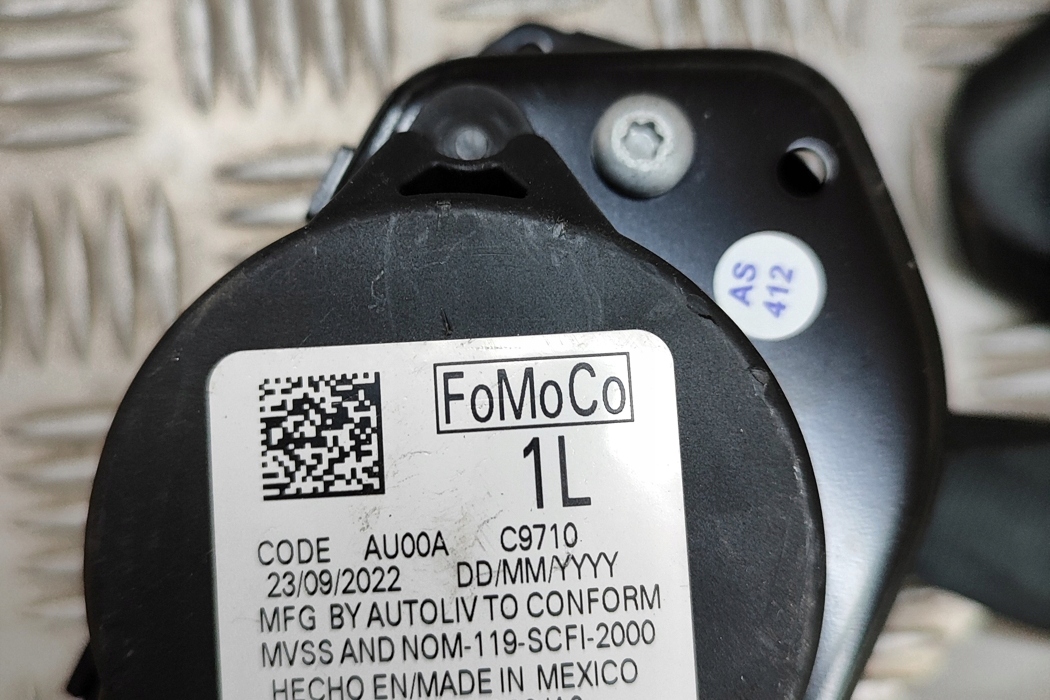 AS
412
FoMoCo
1L
CODE AU00A C9710
23/09/2022 DD/MM/YYYY
MFG BY AUTOLIV TO CONFORM
MVSS AND NOM-119-SCFI-2000
HECHO EN/MADE IN MEXICO